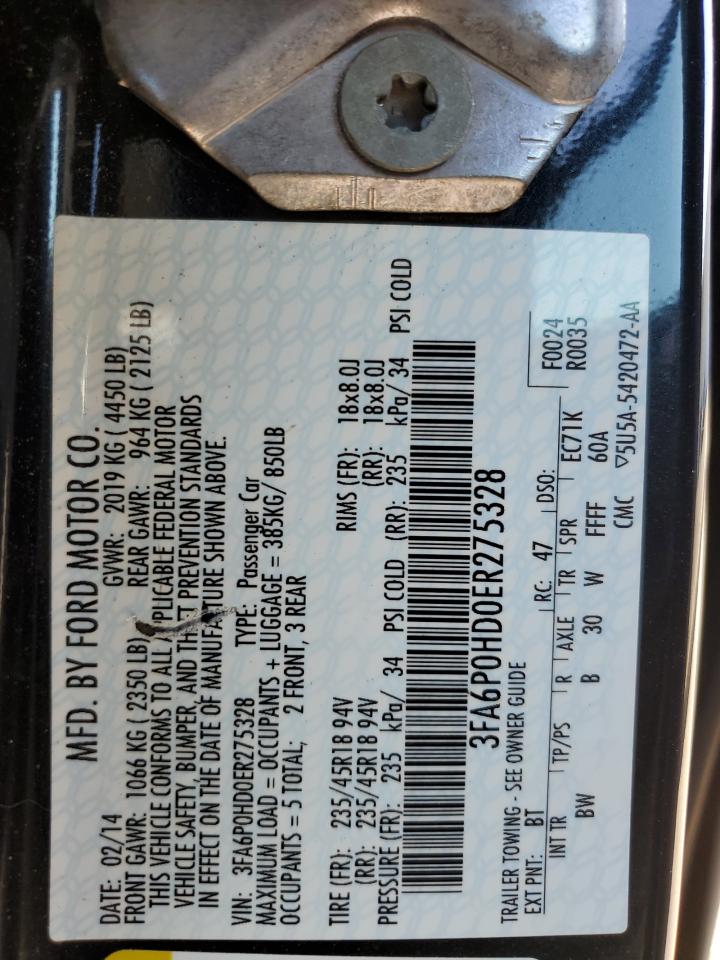 MFD. BY FORD MOTOR CO.
DATE: 02/14 GVWR: 2019 KG ( 4450 LB)
FRONT GAWR: 1066 KG ( 2350 LB) REAR GAWR: 964 KG ( 2125 LB)
THIS VEHICLE CONFORMS TO ALL APPLICABLE FEDERAL MOTOR
VEHICLE SAFETY, BUMPER, AND THEFT PREVENTION STANDARDS
IN EFFECT ON THE DATE OF MANUFACTURE SHOWN ABOVE.
VIN: 3FA6P0HD0ER275328 TYPE: Passenger Car
MAXIMUM LOAD = OCCUPANTS + LUGGAGE = 385KG/ 850LB
OCCUPANTS = 5 TOTAL; 2 FRONT, 3 REAR
TIRE (FR): 235/45R18 94V RIMS (FR): 18x8.0J
(RR): 235/45R18 94V (RR): 18x8.0J
PRESSURE (FR): 235 kPa/ 34 PSI COLD (RR): 235 kPa/ 34 PSI COLD
3FA6P0HD0ER275328
TRAILER TOWING - SEE OWNER GUIDE
EXT PNT: BT RC: 47 DSO: F0024
INT TR TP/PS R AXLE TR SPR EC71K R0035
BW B 30 W FFFF 60A
CMC ▽5U5A-5420472-AA